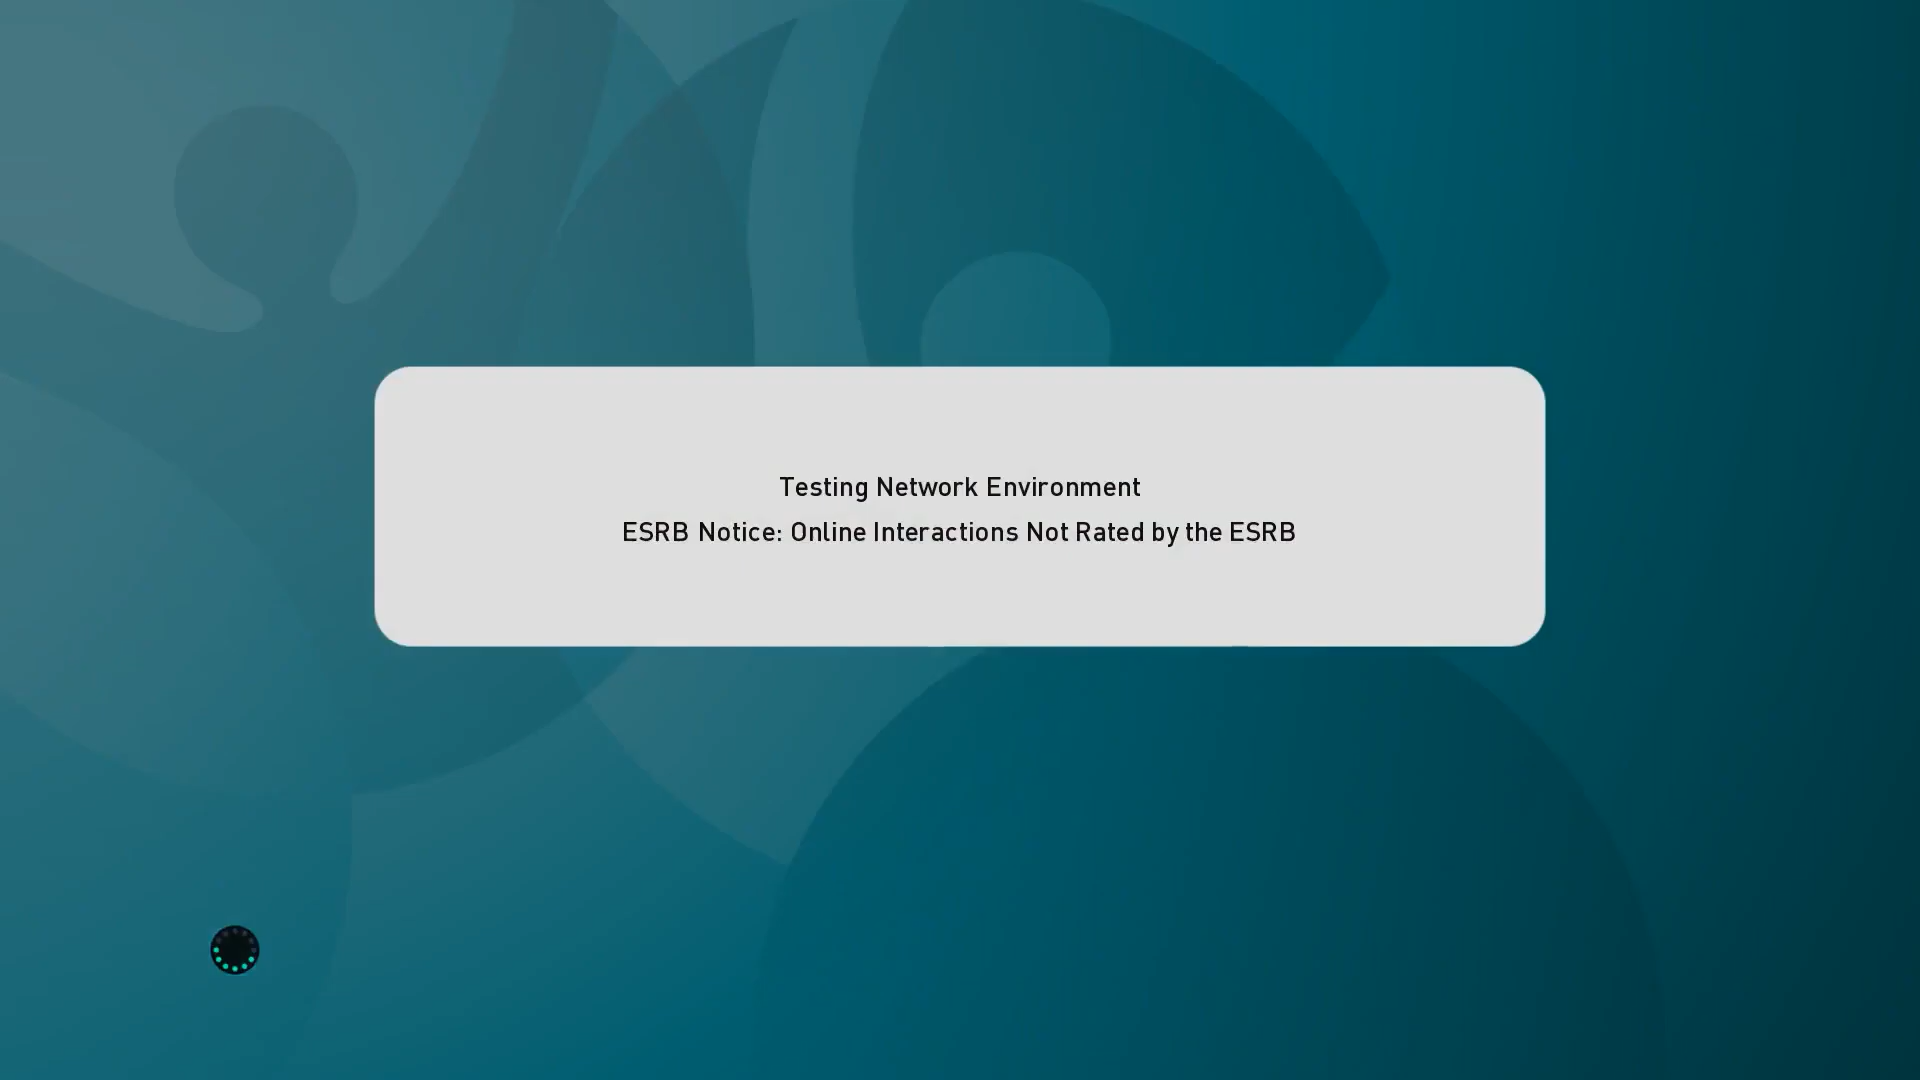 Testing Network Environment
ESRB Notice: Online Interactions Not Rated by the ESRB